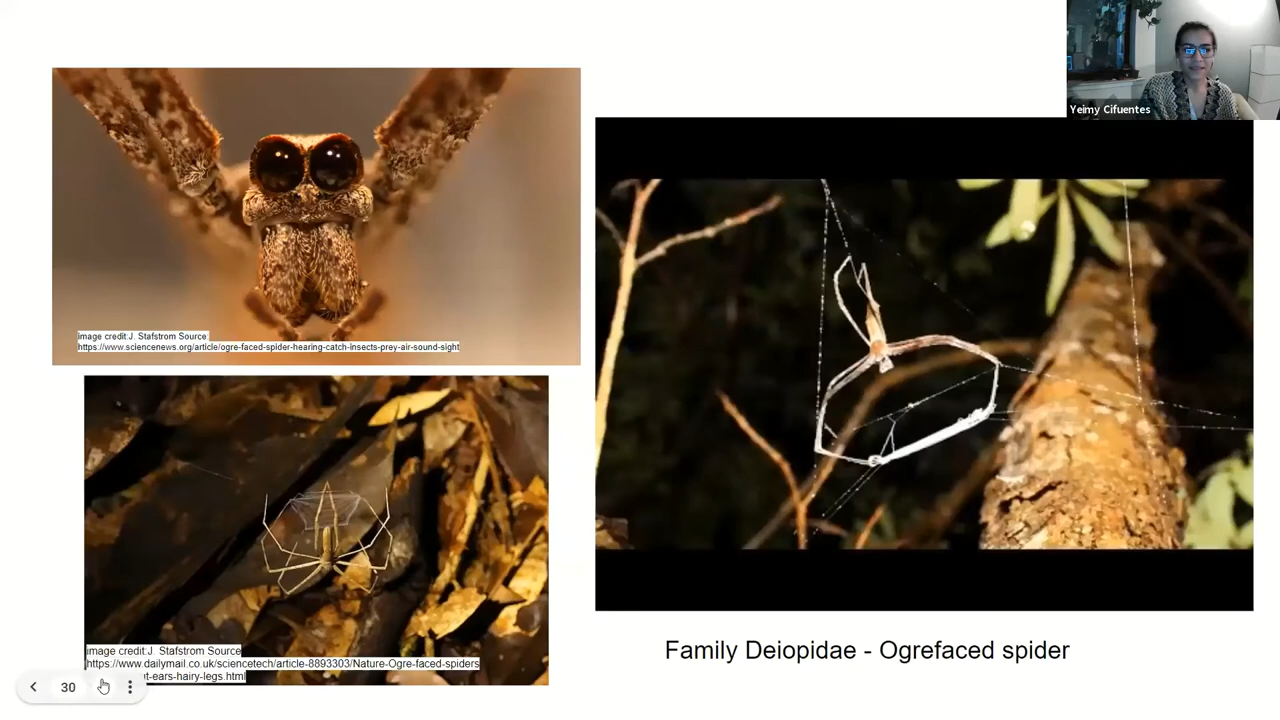 Yeimy Cifuentes
image credit:J. Stafstrom Source
https://www.sciencenews.org/article/ogre-faced-spider-hearing-catch-insects-prey-air-sound-sight
image credit:J. Stafstrom Source
https://www.dailymail.co.uk/sciencetech/article-8893303/Nature-Ogre-faced-spiders
t-ears-hairy-legs.html
Family Deiopidae - Ogrefaced spider
30